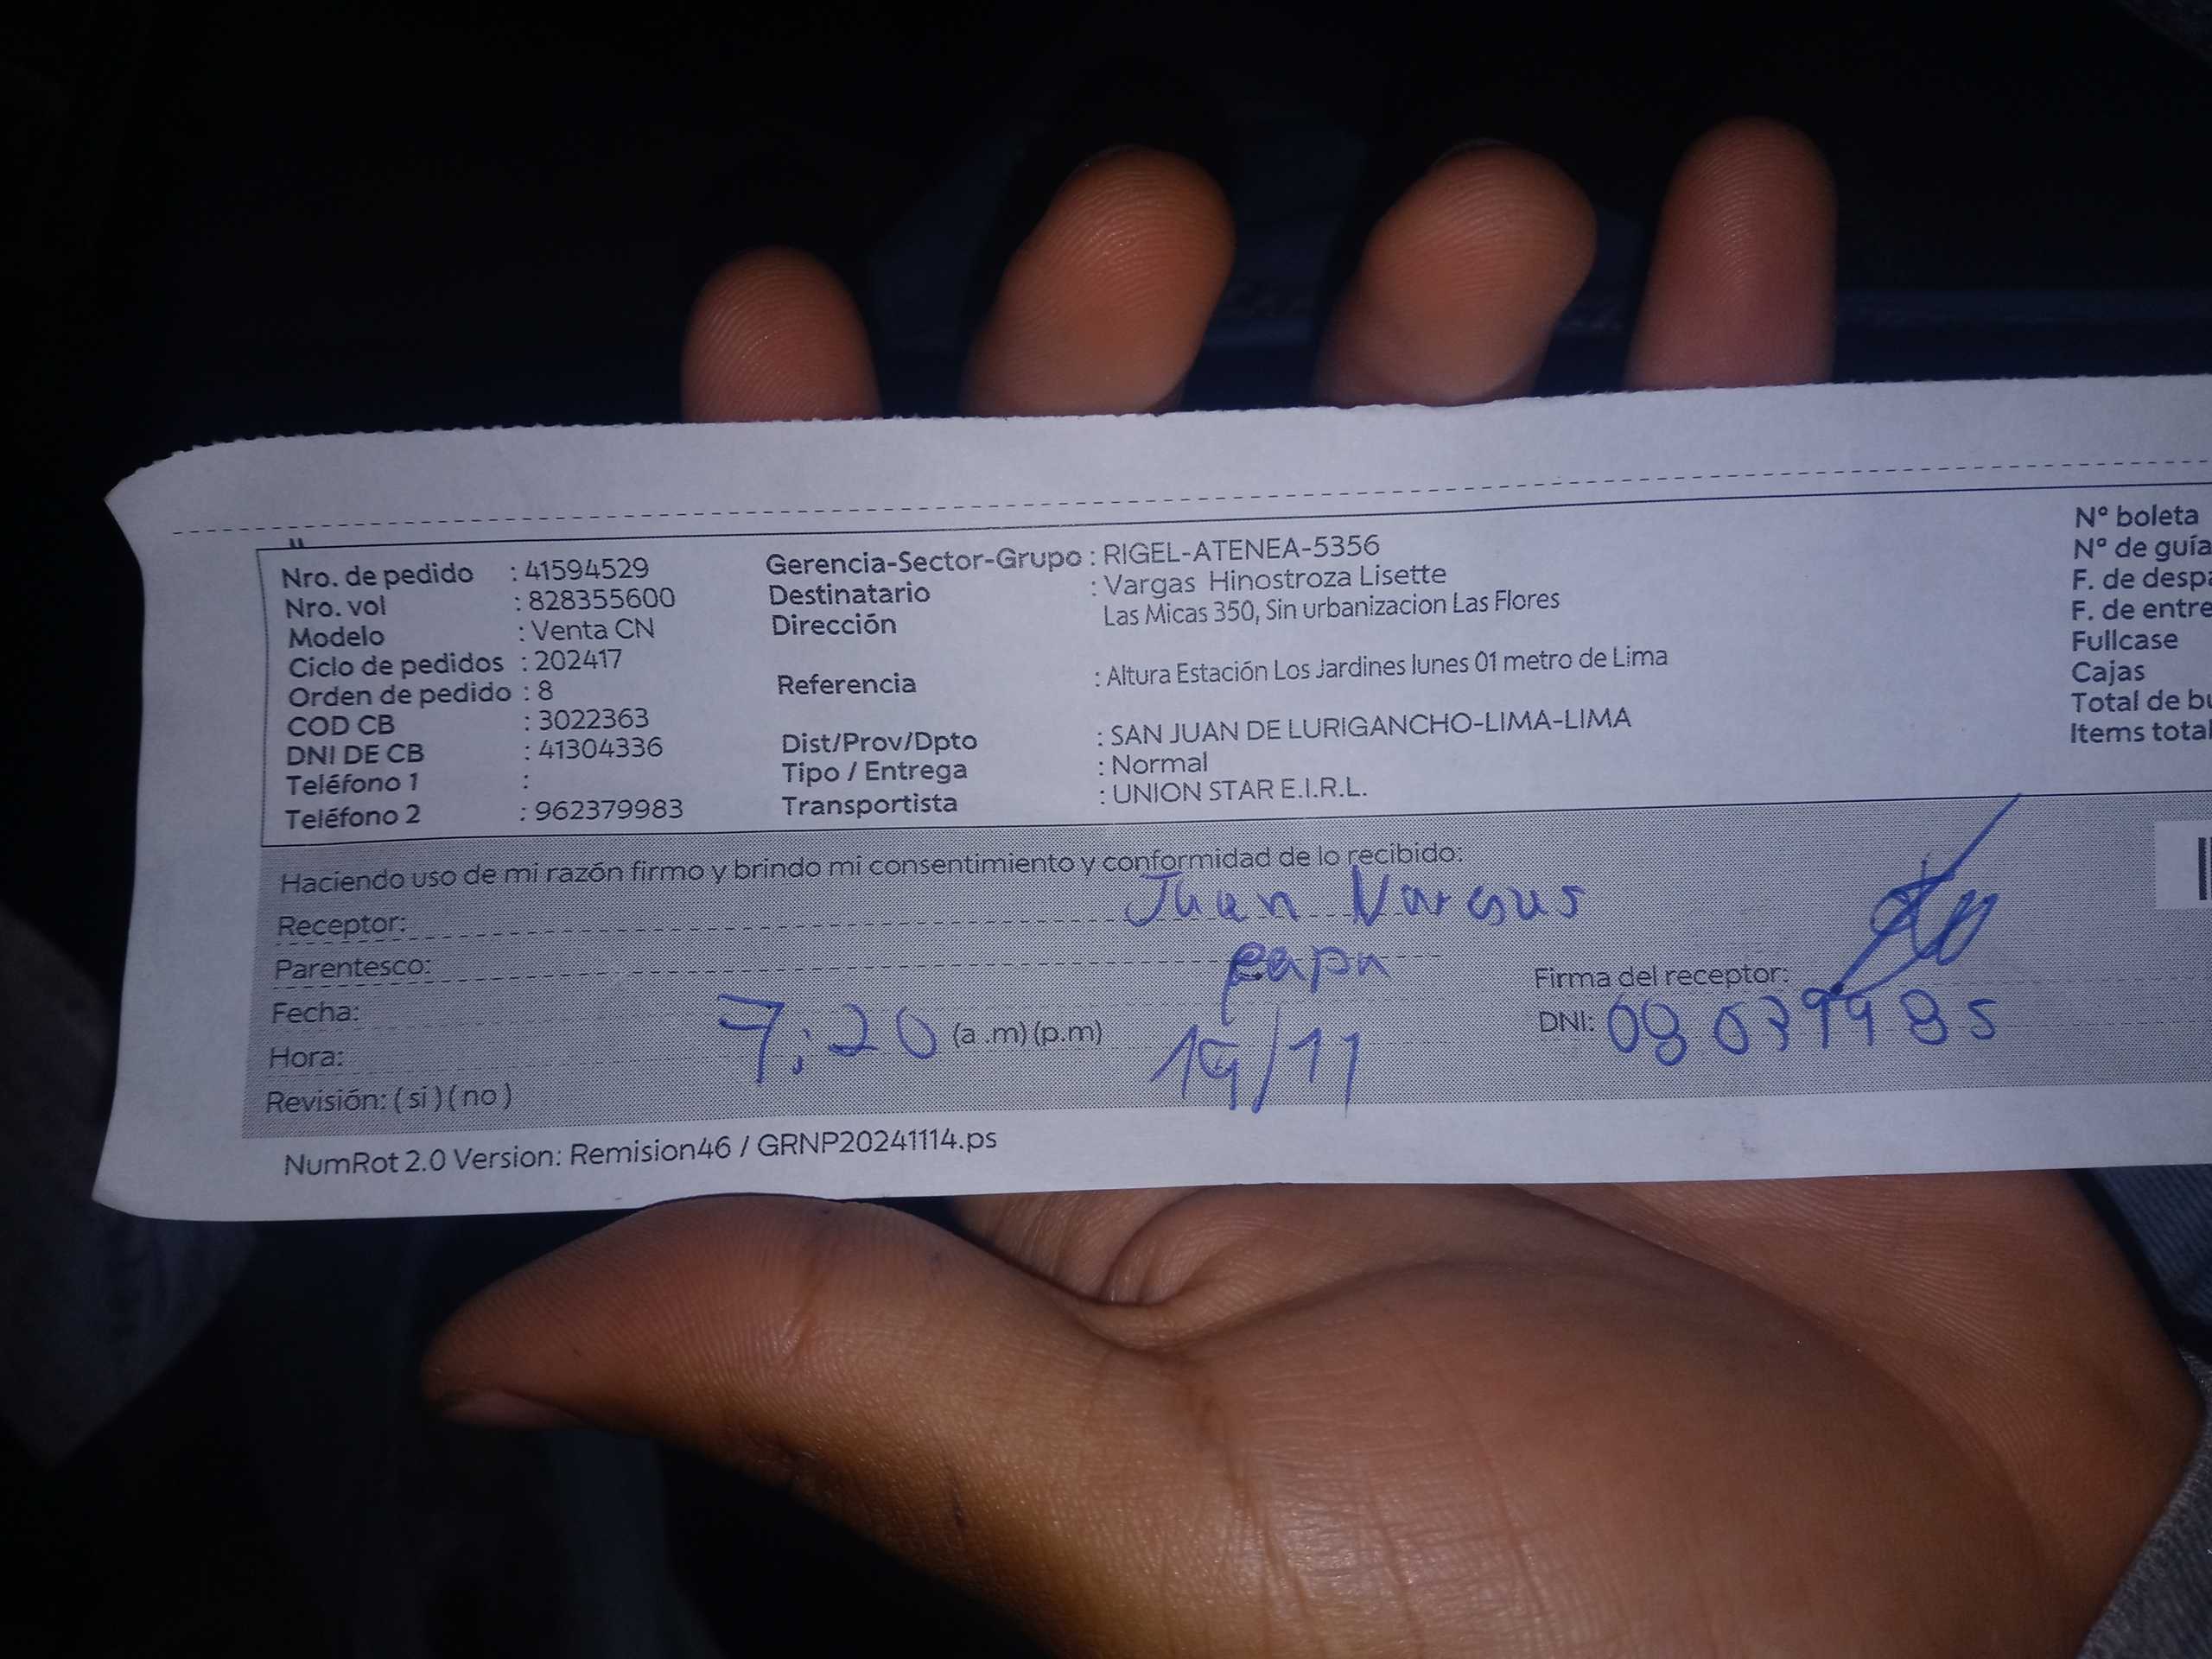 Nro. de pedido : 41594529
Nro. vol : 828355600
Modelo : Venta CN
Ciclo de pedidos : 202417
Orden de pedido : 8
COD CB : 3022363
DNI DE CB : 41304336
Teléfono 1 :
Teléfono 2 : 962379983
Gerencia-Sector-Grupo : RIGEL-ATENEA-5356
Destinatario : Vargas Hinostroza Lisette
Dirección Las Micas 350, Sin urbanizacion Las Flores
Referencia : Altura Estación Los Jardines lunes 01 metro de Lima
Dist/Prov/Dpto : SAN JUAN DE LURIGANCHO-LIMA-LIMA
Tipo / Entrega : Normal
Transportista : UNION STAR E.I.R.L.
Nº boleta
Nº de guía
F. de despa
F. de entre
Fullcase
Cajas
Total de bu
Items total
Haciendo uso de mi razón firmo y brindo mi consentimiento y conformidad de lo recibido:
Receptor: Juan Vargas
Parentesco: papa
Fecha: 19/11
Hora: 7:20 (a .m) (p.m)
Revisión: ( si ) ( no )
Firma del receptor:
DNI:
NumRot 2.0 Version: Remision46 / GRNP20241114.ps